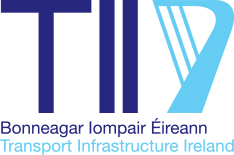 TII
Bonneagar Iompair Éireann
Transport Infrastructure Ireland